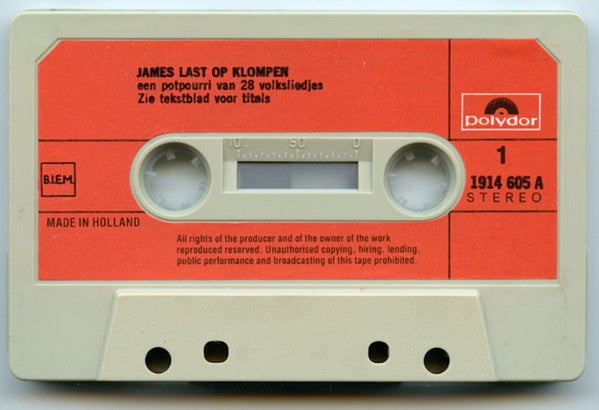 JAMES LAST OP KLOMPEN
een potpourri van 28 volksliedjes
Zie tekstblad voor titels
polydor
100 50 0
1
B.I.E.M.
1914 605 A
STEREO
MADE IN HOLLAND
All rights of the producer and of the owner of the work
reproduced reserved. Unauthorised copying, hiring, lending,
public performance and broadcasting of this tape prohibited.